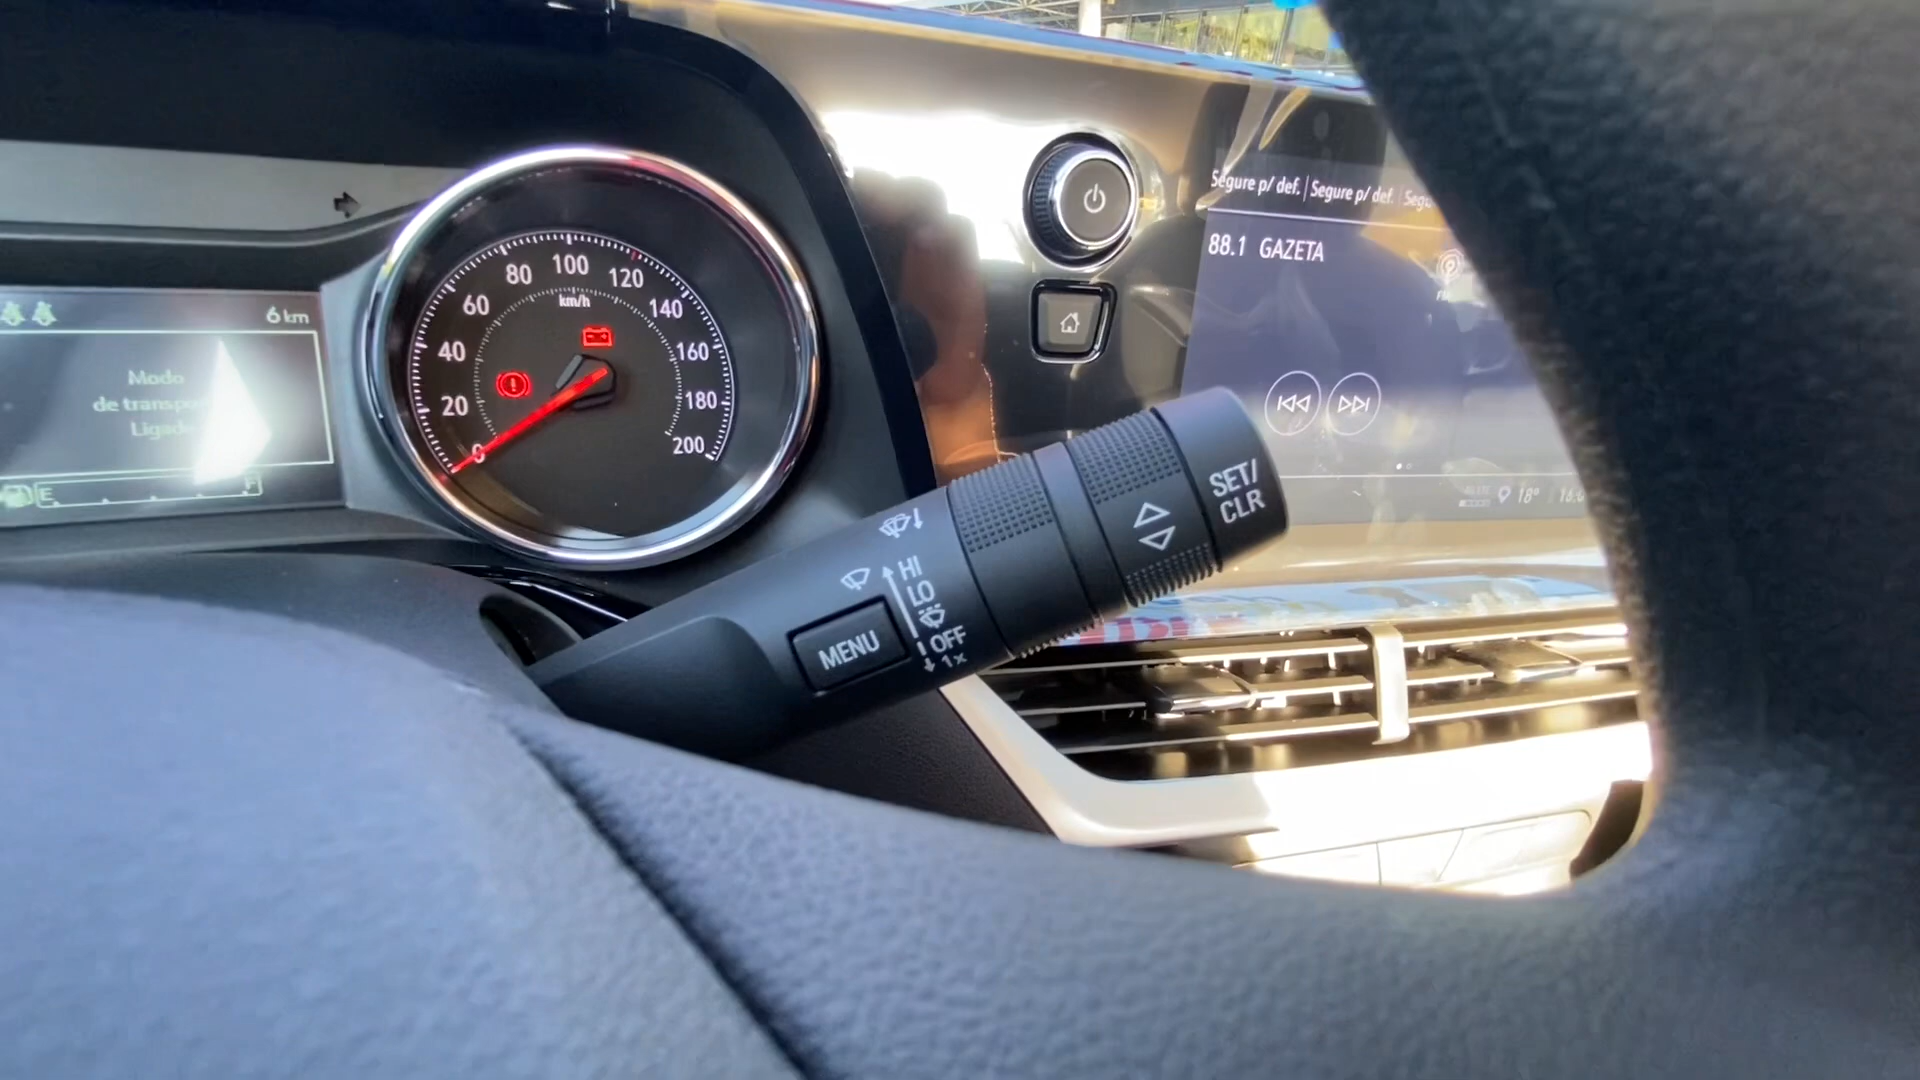 6 km
Modo
de transpo
Ligado
E F
0
20
40
60
80
100
120
140
160
180
200
km/h
Segure p/ def. | Segure p/ def. | Segu
88.1 GAZETA
18°
SET/
CLR
HI
LO
OFF
1x
MENU